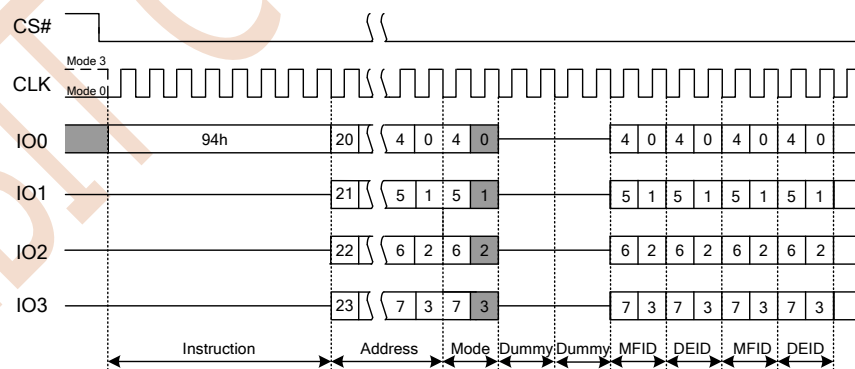 CS#
Mode 3
CLK
Mode 0
IO0 94h 20 4 0 4 0 4 0 4 0 4 0 4 0
IO1 21 5 1 5 1 5 1 5 1 5 1 5 1
IO2 22 6 2 6 2 6 2 6 2 6 2 6 2
IO3 23 7 3 7 3 7 3 7 3 7 3 7 3
Instruction Address Mode Dummy Dummy MFID DEID MFID DEID